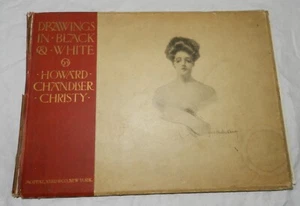 DRAWINGS
IN BLACK
& WHITE
BY
HOWARD
CHANDLER
CHRISTY